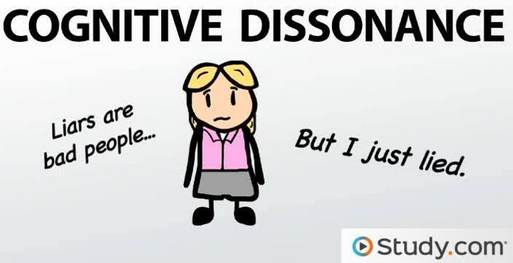 COGNITIVE DISSONANCE
Liars are
bad people...
But I just lied.
Study.com